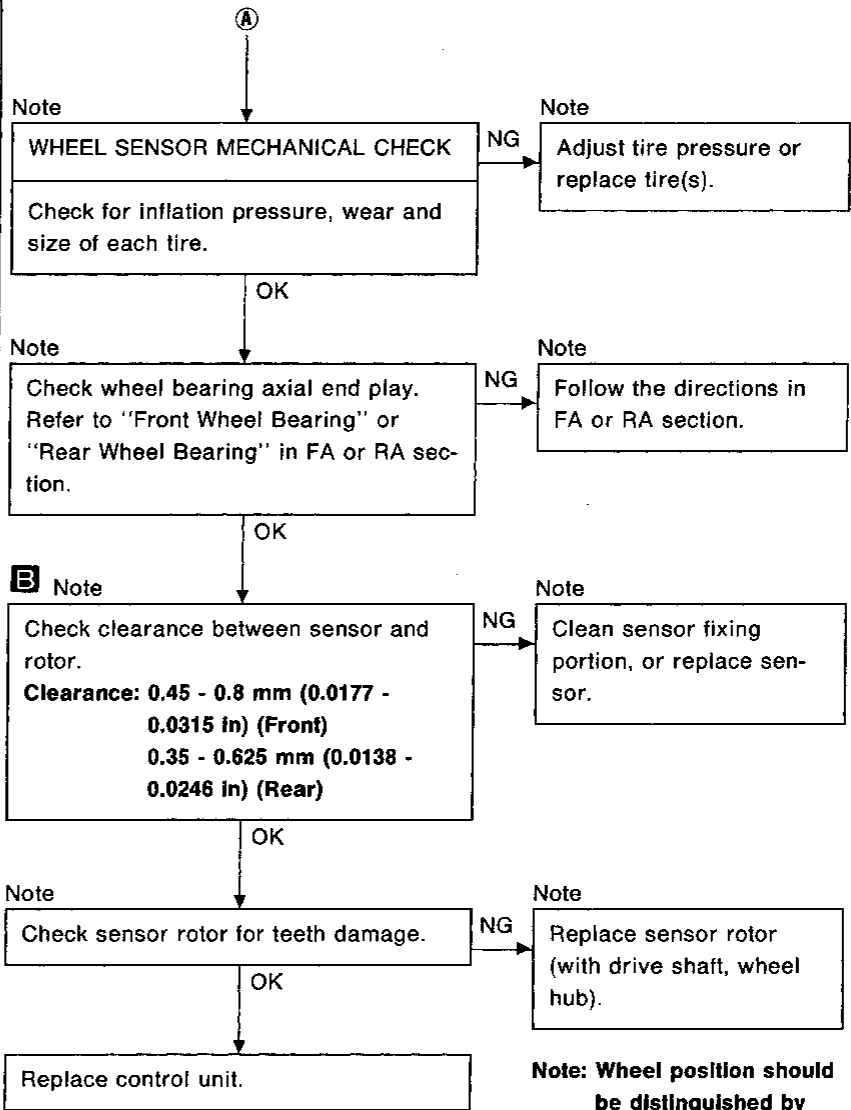 A
Note
WHEEL SENSOR MECHANICAL CHECK
Check for inflation pressure, wear and
size of each tire.
NG
Note
Adjust tire pressure or
replace tire(s).
OK
Note
Check wheel bearing axial end play.
Refer to "Front Wheel Bearing" or
"Rear Wheel Bearing" in FA or RA sec-
tion.
NG
Note
Follow the directions in
FA or RA section.
OK
B Note
Check clearance between sensor and
rotor.
Clearance: 0.45 - 0.8 mm (0.0177 -
0.0315 in) (Front)
0.35 - 0.625 mm (0.0138 -
0.0246 in) (Rear)
NG
Note
Clean sensor fixing
portion, or replace sen-
sor.
OK
Note
Check sensor rotor for teeth damage.
NG
Note
Replace sensor rotor
(with drive shaft, wheel
hub).
OK
Replace control unit.
Note: Wheel position should
be distinguished by